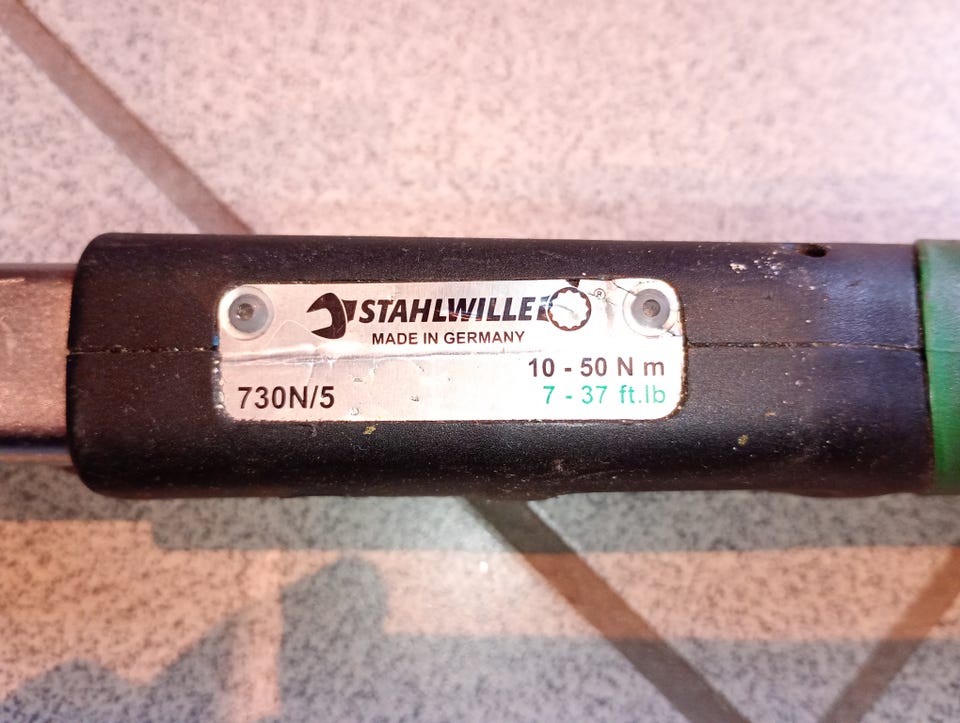 STAHLWILLE ®
MADE IN GERMANY
10 - 50 N m
730N/5
7 - 37 ft.lb